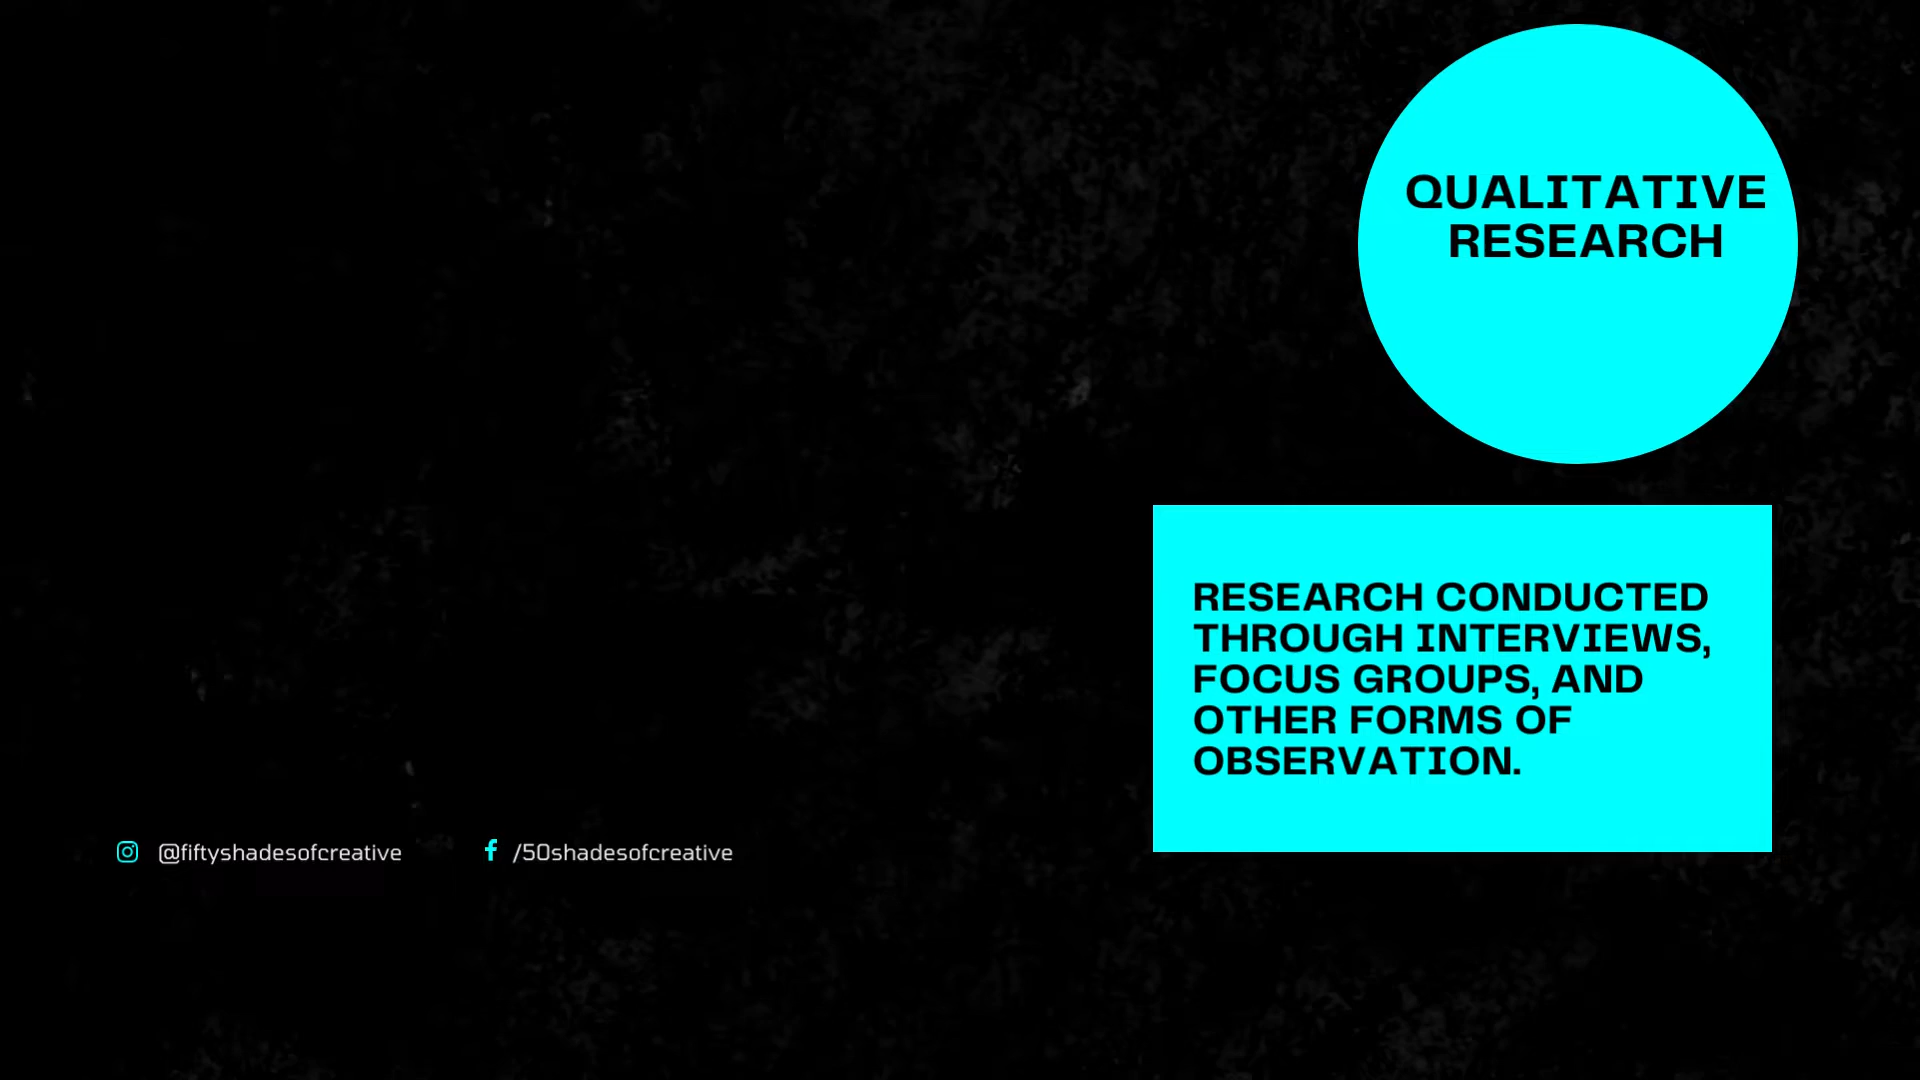 QUALITATIVE
RESEARCH
RESEARCH CONDUCTED
THROUGH INTERVIEWS,
FOCUS GROUPS, AND
OTHER FORMS OF
OBSERVATION.
@fiftyshadesofcreative
/50shadesofcreative